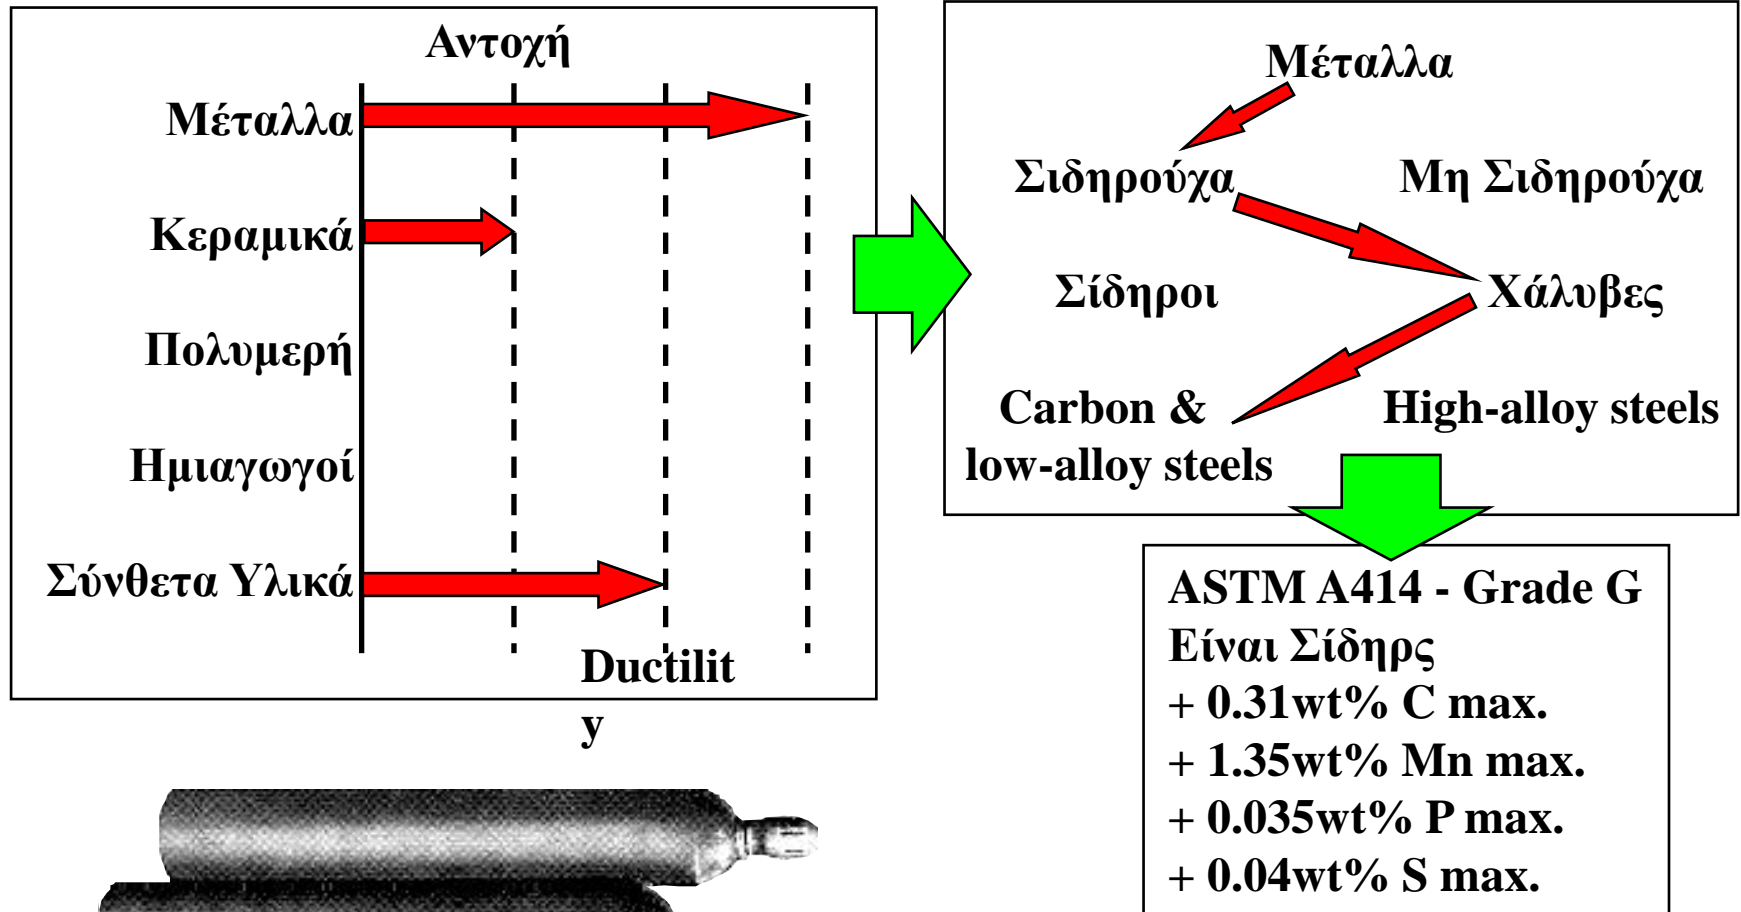 Αντοχή
Μέταλλα
Κεραμικά
Πολυμερή
Ημιαγωγοί
Σύνθετα Υλικά
Ductilit
y
Μέταλλα
Σιδηρούχα Μη Σιδηρούχα
Σίδηροι Χάλυβες
Carbon & High-alloy steels
low-alloy steels
ASTM A414 - Grade G
Είναι Σίδηρς
+ 0.31wt% C max.
+ 1.35wt% Mn max.
+ 0.035wt% P max.
+ 0.04wt% S max.